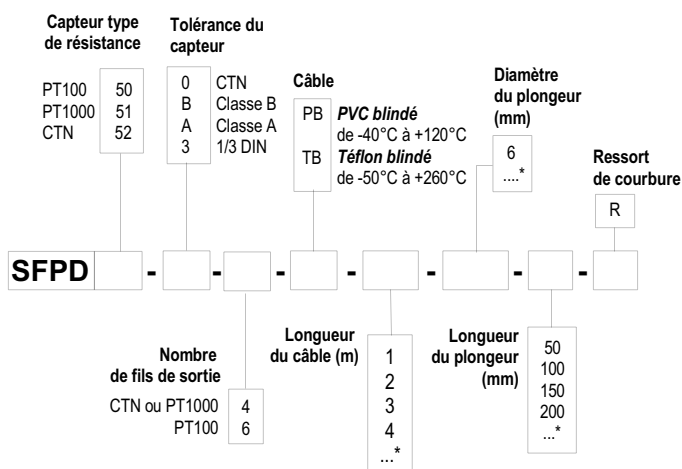 Capteur type
de résistance
PT100 50
PT1000 51
CTN 52
Tolérance du
capteur
0 CTN
B Classe B
A Classe A
3 1/3 DIN
Câble
PB PVC blindé
de -40°C à +120°C
TB Téflon blindé
de -50°C à +260°C
Diamètre
du plongeur
(mm)
6
....*
Ressort
de courbure
R
SFPD - - - - - - -
Nombre
de fils de sortie
CTN ou PT1000 4
PT100 6
Longueur
du câble (m)
1
2
3
4
...*
Longueur
du plongeur
(mm)
50
100
150
200
...*